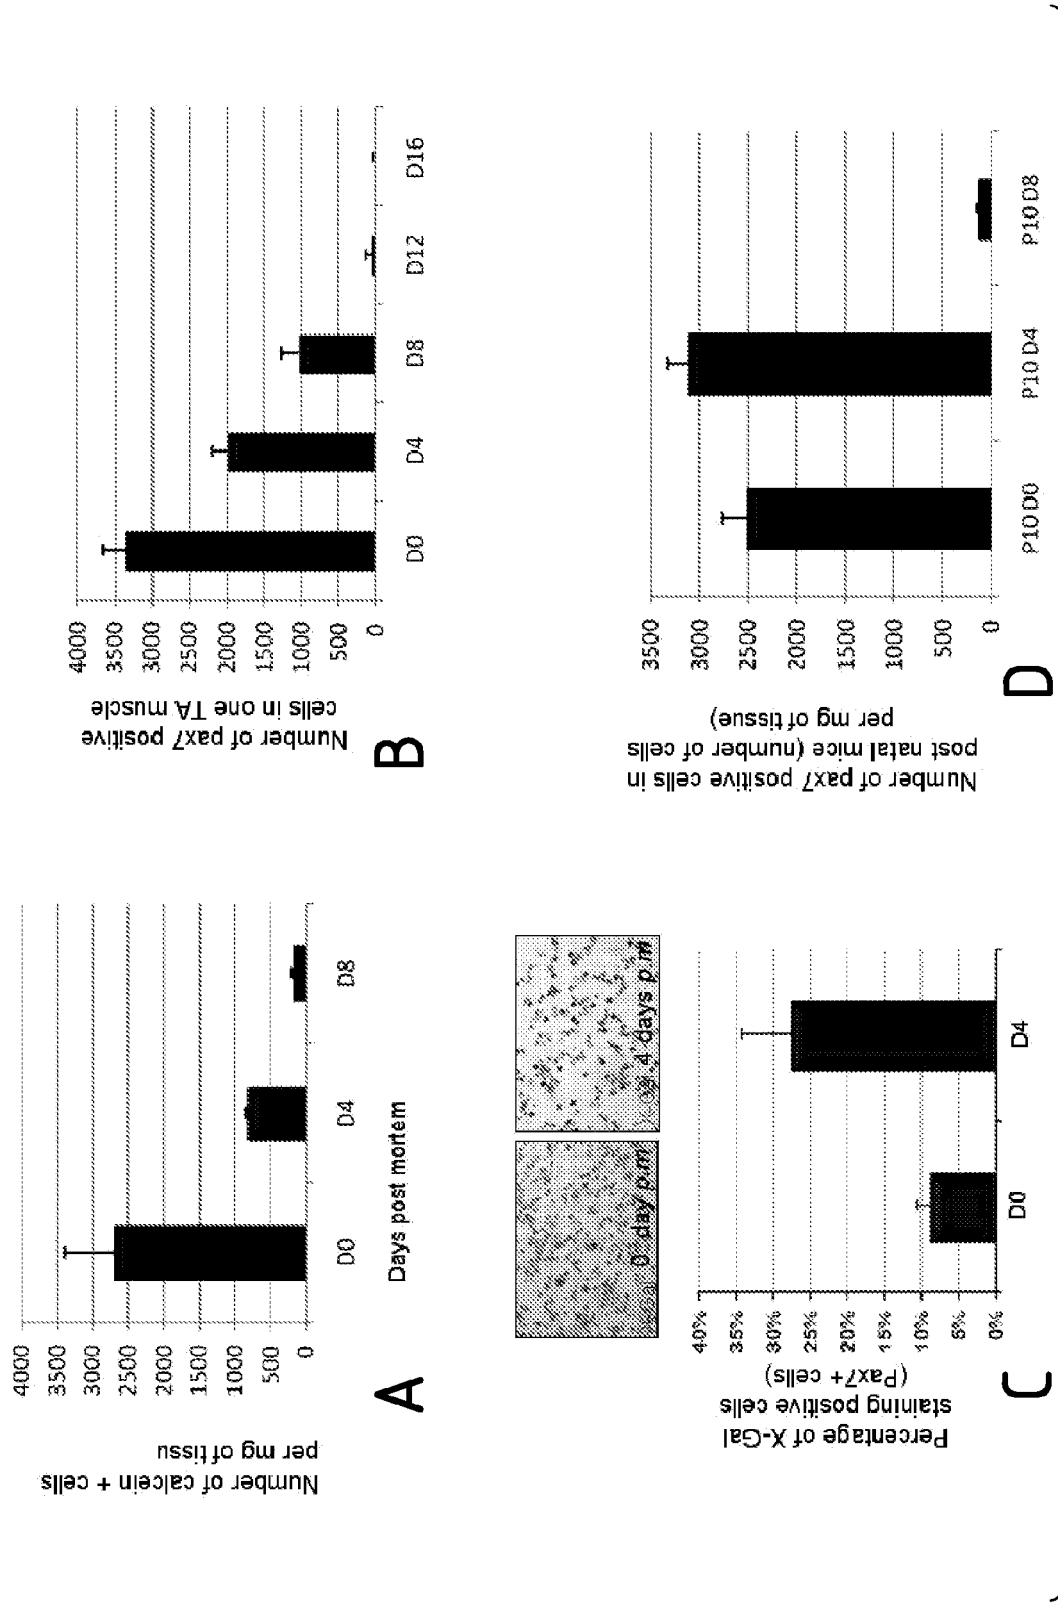 Number of calcein + cells
per mg of tissu
4000
3500
3000
2500
2000
1500
1000
500
0
D0
D4
D8
Days post mortem
A
Number of pax7 positive
cells in one TA muscle
4000
3500
3000
2500
2000
1500
1000
500
0
D0
D4
D8
D12
D16
B
0 day p.m
4 days p.m
Percentage of X-Gal
staining positive cells
(Pax7+ cells)
40%
35%
30%
25%
20%
15%
10%
5%
0%
D0
D4
C
Number of pax7 positive cells in
post natal mice (number of cells
per mg of tissue)
3500
3000
2500
2000
1500
1000
500
0
P10 D0
P10 D4
P10 D8
D